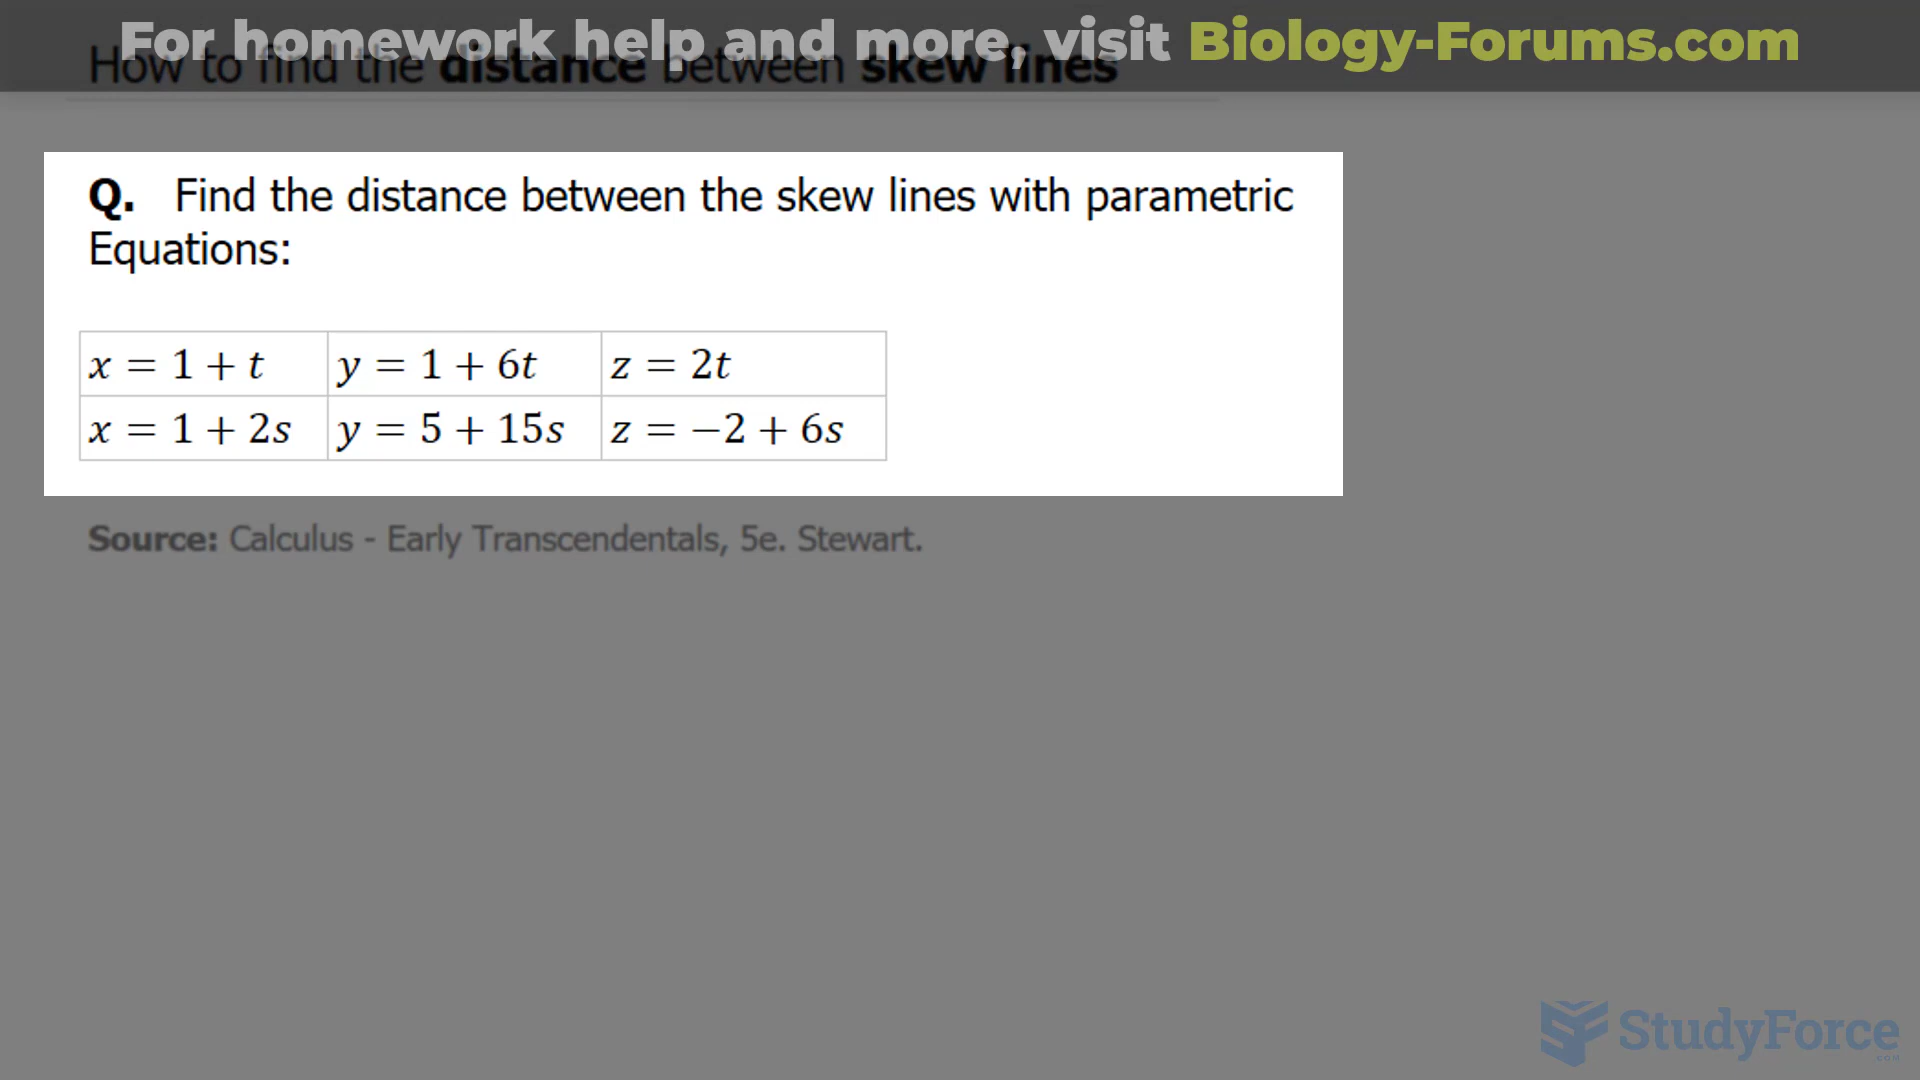 For homework help and more, visit Biology-Forums.com
How to find the distance between skew lines
Q. Find the distance between the skew lines with parametric
Equations:
x = 1 + t y = 1 + 6t z = 2t
x = 1 + 2s y = 5 + 15s z = −2 + 6s
Source: Calculus - Early Transcendentals, 5e. Stewart.
StudyForce
.COM